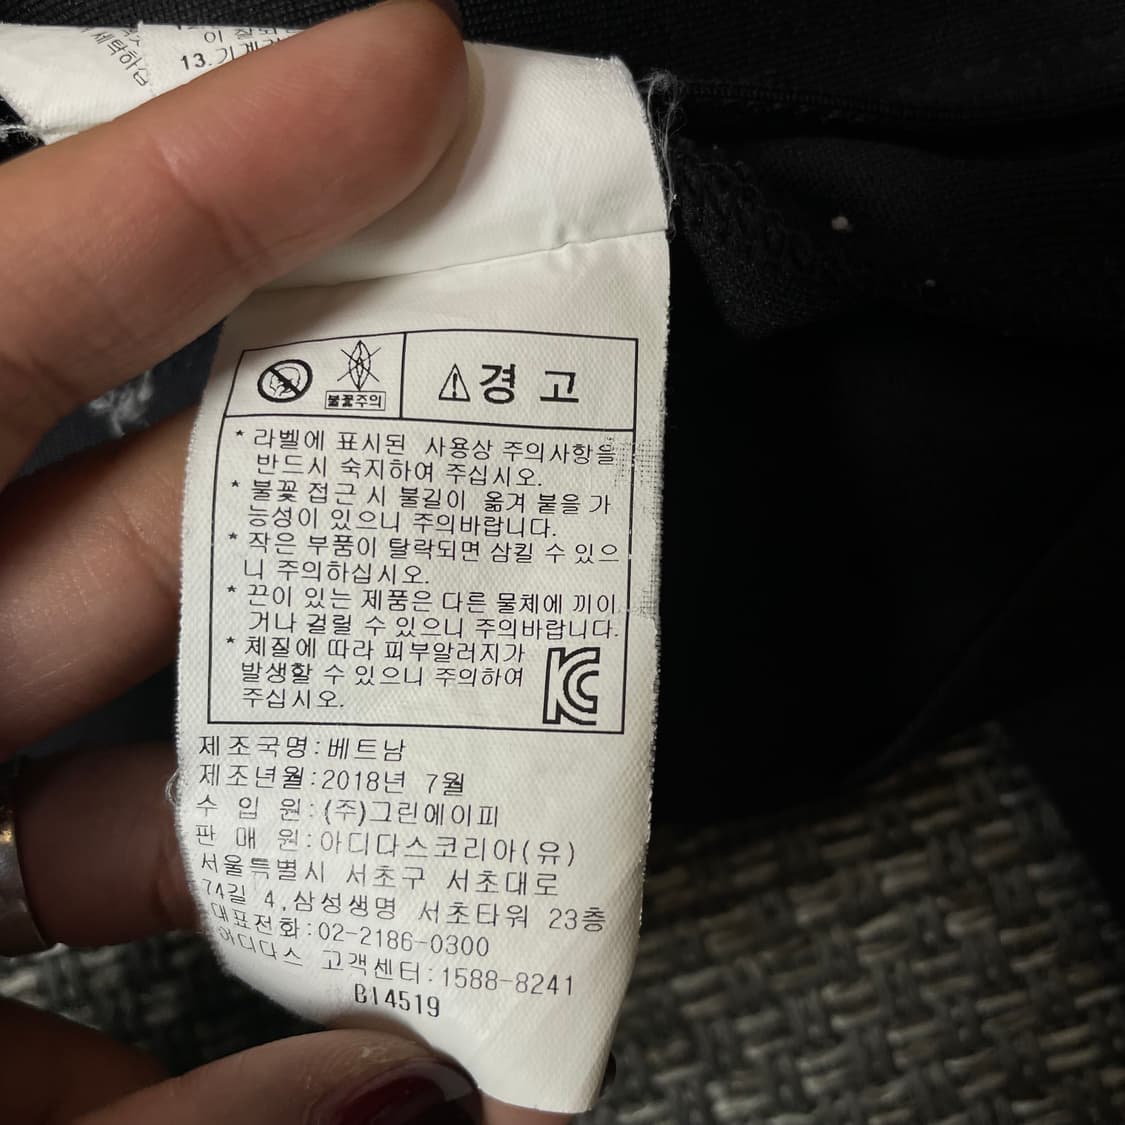 세탁하십
이
13.기계
불꽃주의
경 고
* 라벨에 표시된 사용상 주의사항을
반드시 숙지하여 주십시오.
* 불꽃 접근 시 불길이 옮겨 붙을 가
능성이 있으니 주의바랍니다.
* 작은 부품이 탈락되면 삼킬 수 있으
니 주의하십시오.
* 끈이 있는 제품은 다른 물체에 끼이
거나 걸릴 수 있으니 주의바랍니다.
* 체질에 따라 피부알러지가
발생할 수 있으니 주의하여
주십시오.
KC
제조국명:베트남
제조년월:2018년 7월
수 입 원:(주)그린에이피
판 매 원:아디다스코리아(유)
서울특별시 서초구 서초대로
74길 4,삼성생명 서초타워 23층
대표전화:02-2186-0300
아디다스 고객센터:1588-8241
BI4519